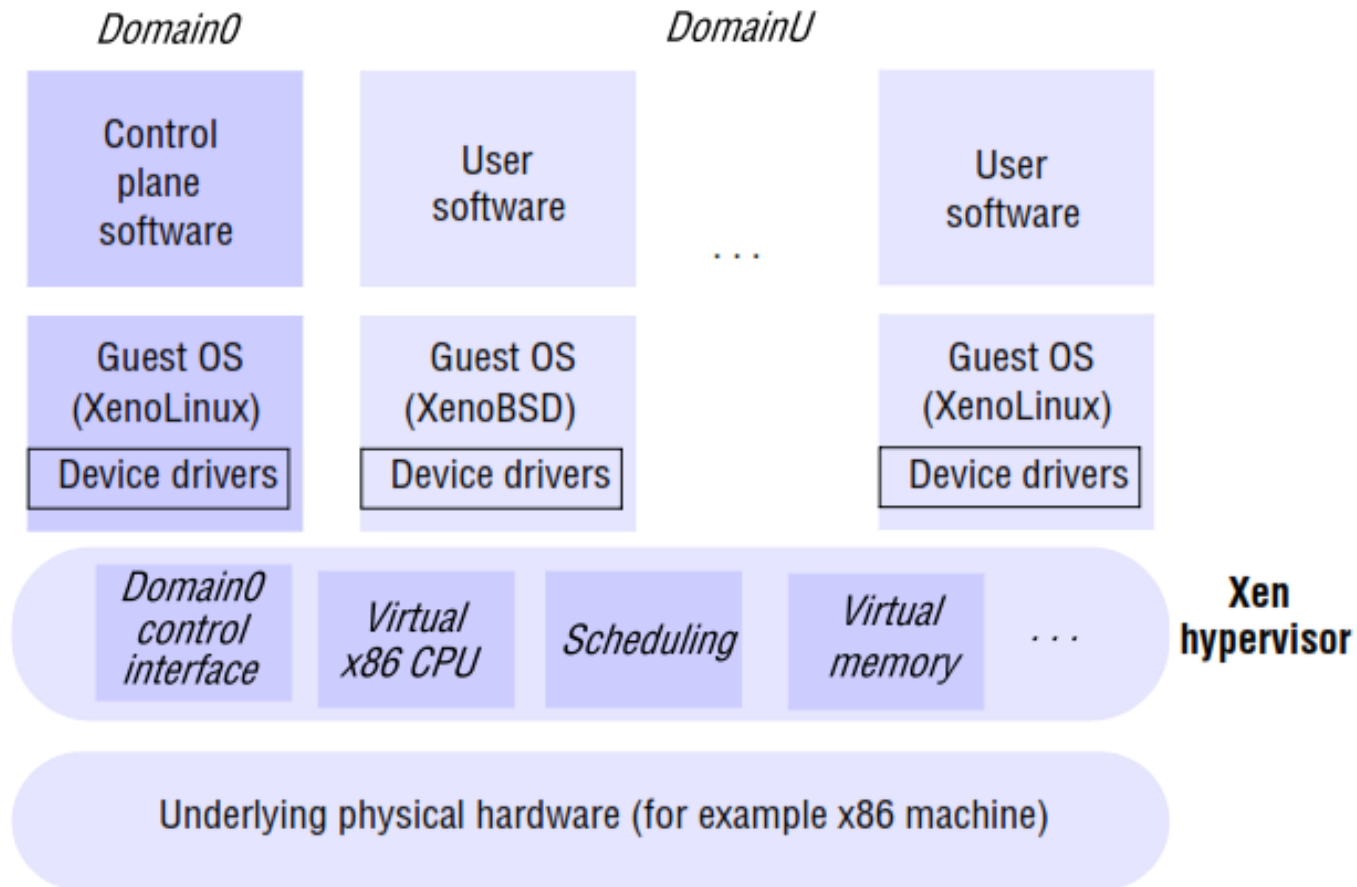 Domain0
DomainU
Control
plane
software
User
software
. . .
User
software
Guest OS
(XenoLinux)
Device drivers
Guest OS
(XenoBSD)
Device drivers
Guest OS
(XenoLinux)
Device drivers
Domain0
control
interface
Virtual
x86 CPU
Scheduling
Virtual
memory
. . .
Xen
hypervisor
Underlying physical hardware (for example x86 machine)